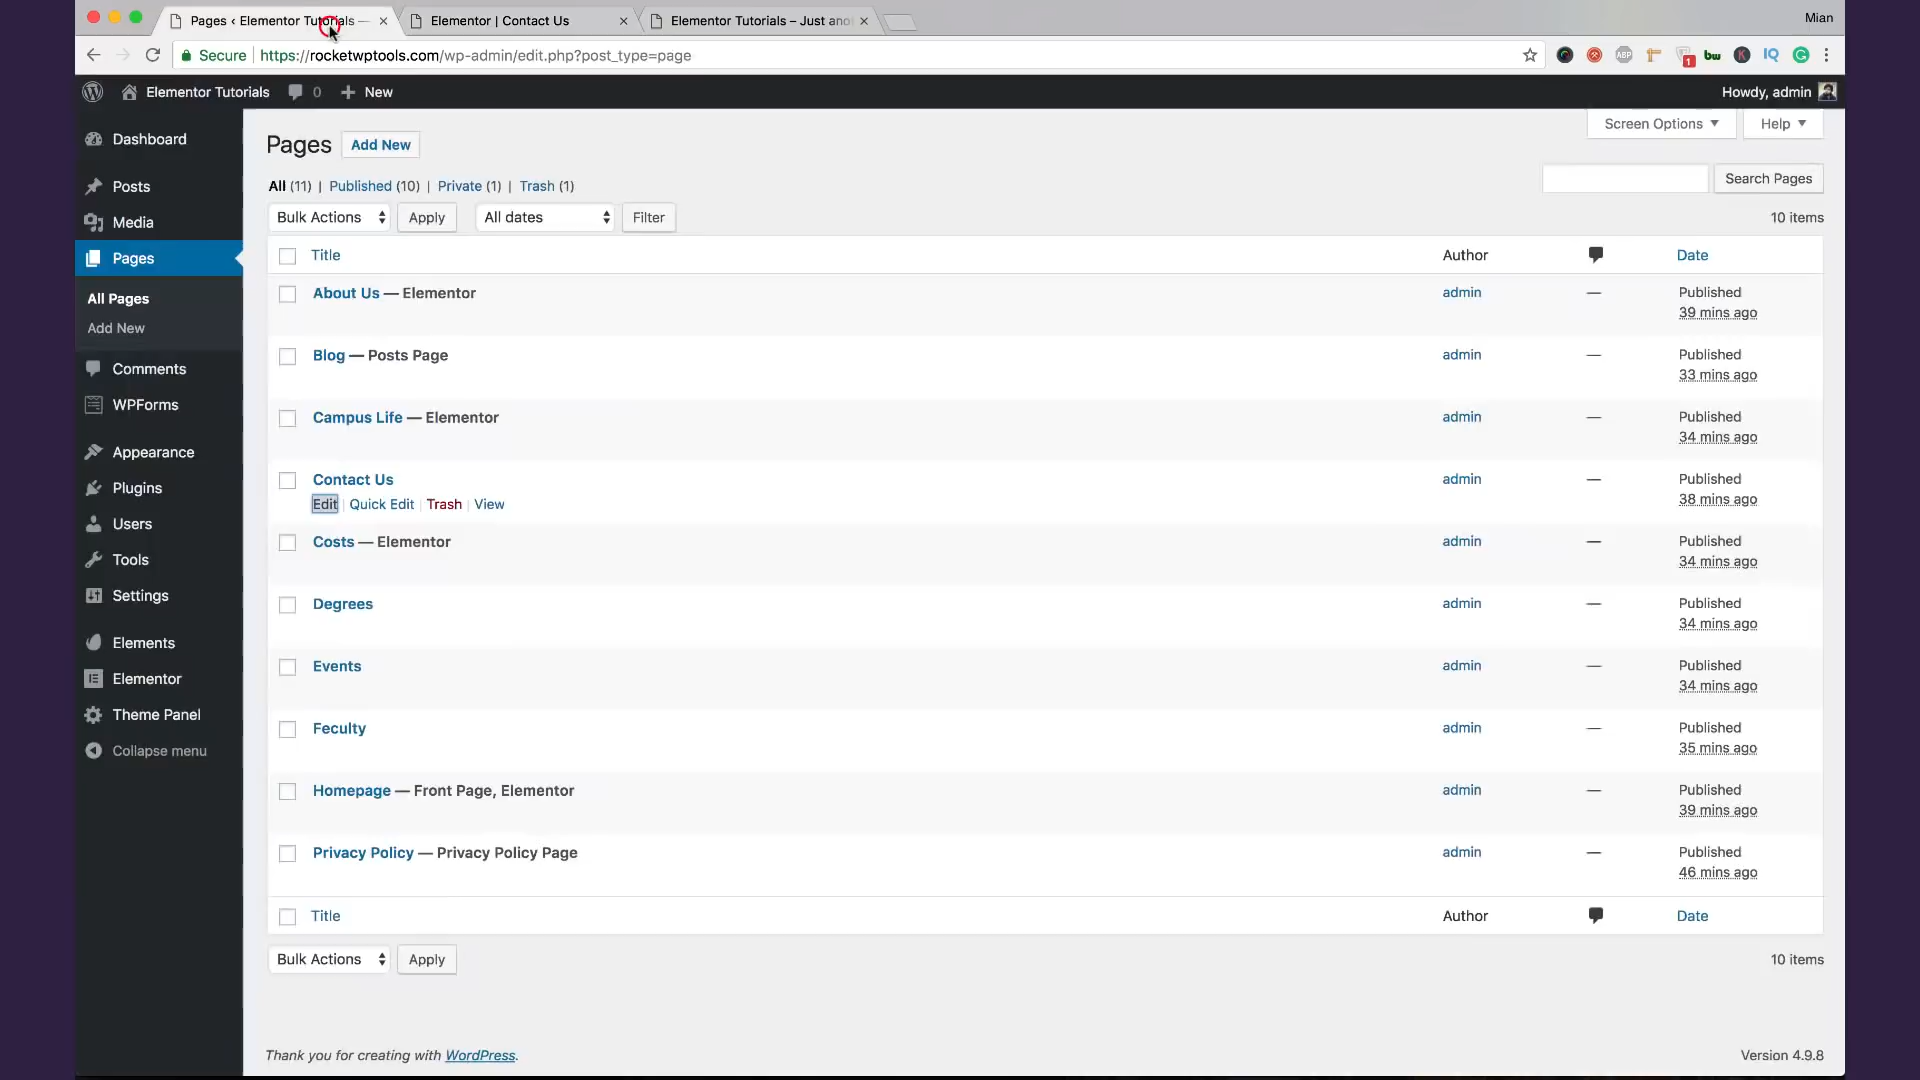 Pages ‹ Elementor Tutorials —
Elementor | Contact Us
Elementor Tutorials – Just ano
Mian
Secure | https://rocketwptools.com/wp-admin/edit.php?post_type=page
ABP
1
bw
K
IQ
G
Elementor Tutorials
0
New
Howdy, admin
Screen Options
Help
Dashboard
Posts
Media
Pages
All Pages
Add New
Comments
WPForms
Appearance
Plugins
Users
Tools
Settings
Elements
Elementor
Theme Panel
Collapse menu
Pages
Add New
All (11) | Published (10) | Private (1) | Trash (1)
Search Pages
Bulk Actions
Apply
All dates
Filter
10 items
Title
Author
Date
About Us — Elementor
admin
—
Published
39 mins ago
Blog — Posts Page
admin
—
Published
33 mins ago
Campus Life — Elementor
admin
—
Published
34 mins ago
Contact Us
Edit | Quick Edit | Trash | View
admin
—
Published
38 mins ago
Costs — Elementor
admin
—
Published
34 mins ago
Degrees
admin
—
Published
34 mins ago
Events
admin
—
Published
34 mins ago
Feculty
admin
—
Published
35 mins ago
Homepage — Front Page, Elementor
admin
—
Published
39 mins ago
Privacy Policy — Privacy Policy Page
admin
—
Published
46 mins ago
Title
Author
Date
Bulk Actions
Apply
10 items
Thank you for creating with WordPress.
Version 4.9.8